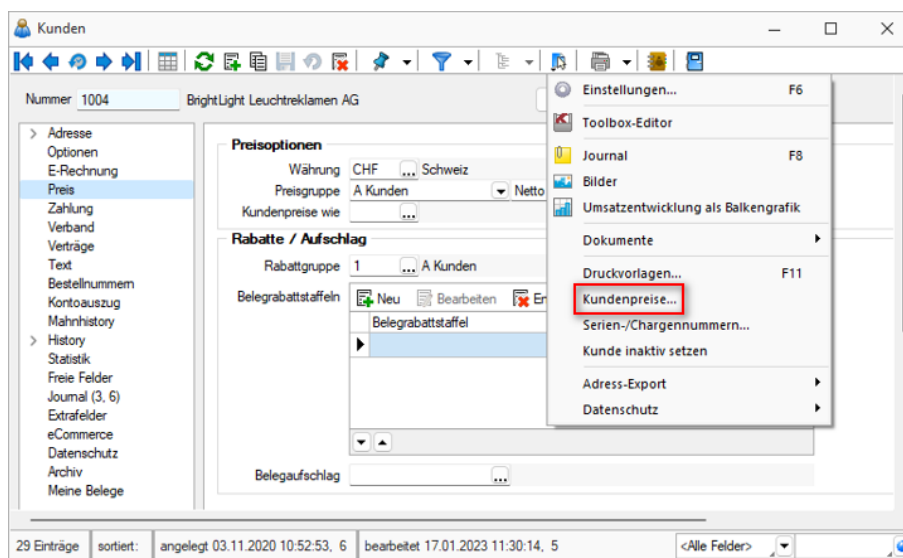 Kunden
Nummer 1004 BrightLight Leuchtreklamen AG
> Adresse
Optionen
E-Rechnung
Preis
Zahlung
Verband
Verträge
Text
Bestellnummern
Kontoauszug
Mahnhistory
> History
Statistik
Freie Felder
Journal (3, 6)
Extrafelder
eCommerce
Datenschutz
Archiv
Meine Belege
Preisoptionen
Währung CHF ... Schweiz
Preisgruppe A Kunden Netto
Kundenpreise wie ...
Rabatte / Aufschlag
Rabattgruppe 1 ... A Kunden
Belegrabattstaffeln Neu Bearbeiten En
Belegrabattstaffel
Belegaufschlag ...
Einstellungen... F6
Toolbox-Editor
Journal F8
Bilder
Umsatzentwicklung als Balkengrafik
Dokumente
Druckvorlagen... F11
Kundenpreise...
Serien-/Chargennummern...
Kunde inaktiv setzen
Adress-Export
Datenschutz
29 Einträge sortiert: angelegt 03.11.2020 10:52:53, 6 bearbeitet 17.01.2023 11:30:14, 5 <Alle Felder>